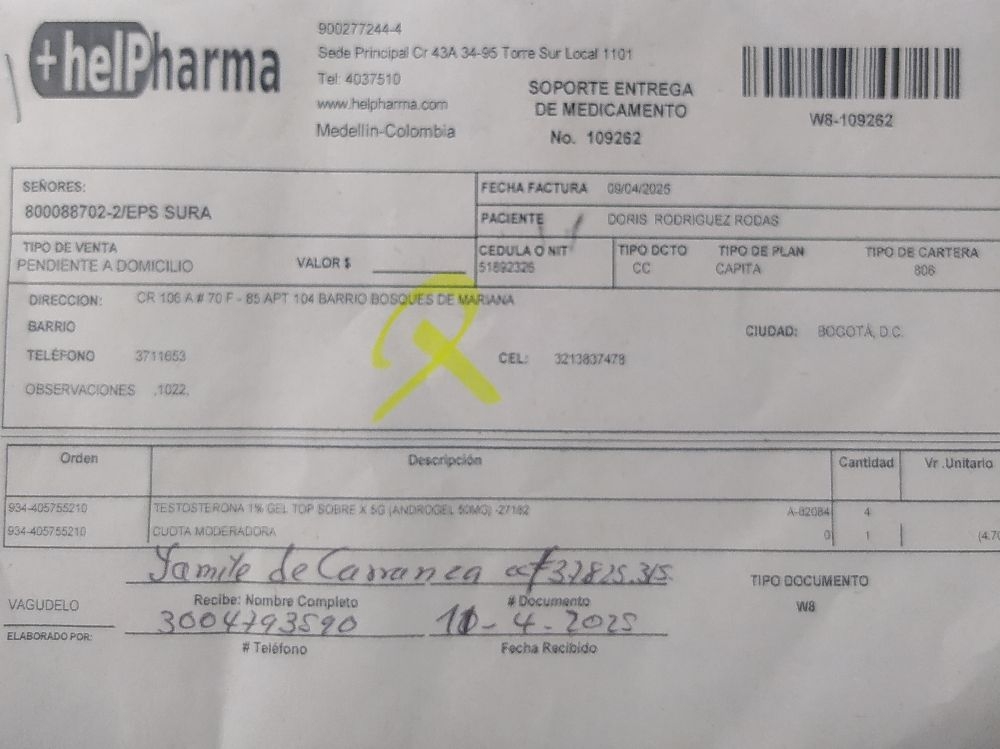 +helPharma
900277244-4
Sede Principal Cr 43A 34-95 Torre Sur Local 1101
Tel: 4037510
www.helpharma.com
Medellin-Colombia
SOPORTE ENTREGA
DE MEDICAMENTO
No. 109262
W8-109262
SEÑORES:
800088702-2/EPS SURA
FECHA FACTURA 09/04/2025
PACIENTE DORIS RODRIGUEZ RODAS
TIPO DE VENTA
PENDIENTE A DOMICILIO
VALOR $
CEDULA O NIT
51892326
TIPO DCTO
CC
TIPO DE PLAN
CAPITA
TIPO DE CARTERA
806
DIRECCION: CR 106 A # 70 F - 85 APT 104 BARRIO BOSQUES DE MARIANA
BARRIO
CIUDAD: BOGOTÁ, D.C.
TELÉFONO 3711653
CEL: 3213837478
OBSERVACIONES .1022.
Orden Descripción Cantidad Vr .Unitario
934-405755210 TESTOSTERONA 1% GEL TOP SOBRE X 5G (ANDROGEL 50MG) -27182 A-82084 4
934-405755210 CUOTA MODERADORA 0 1 (4.70
Yamile de Carranza cc# 37825.315
Recibe: Nombre Completo # Documento
TIPO DOCUMENTO
W8
VAGUDELO
ELABORADO POR:
3004793590 11-4-2025
# Teléfono Fecha Recibido